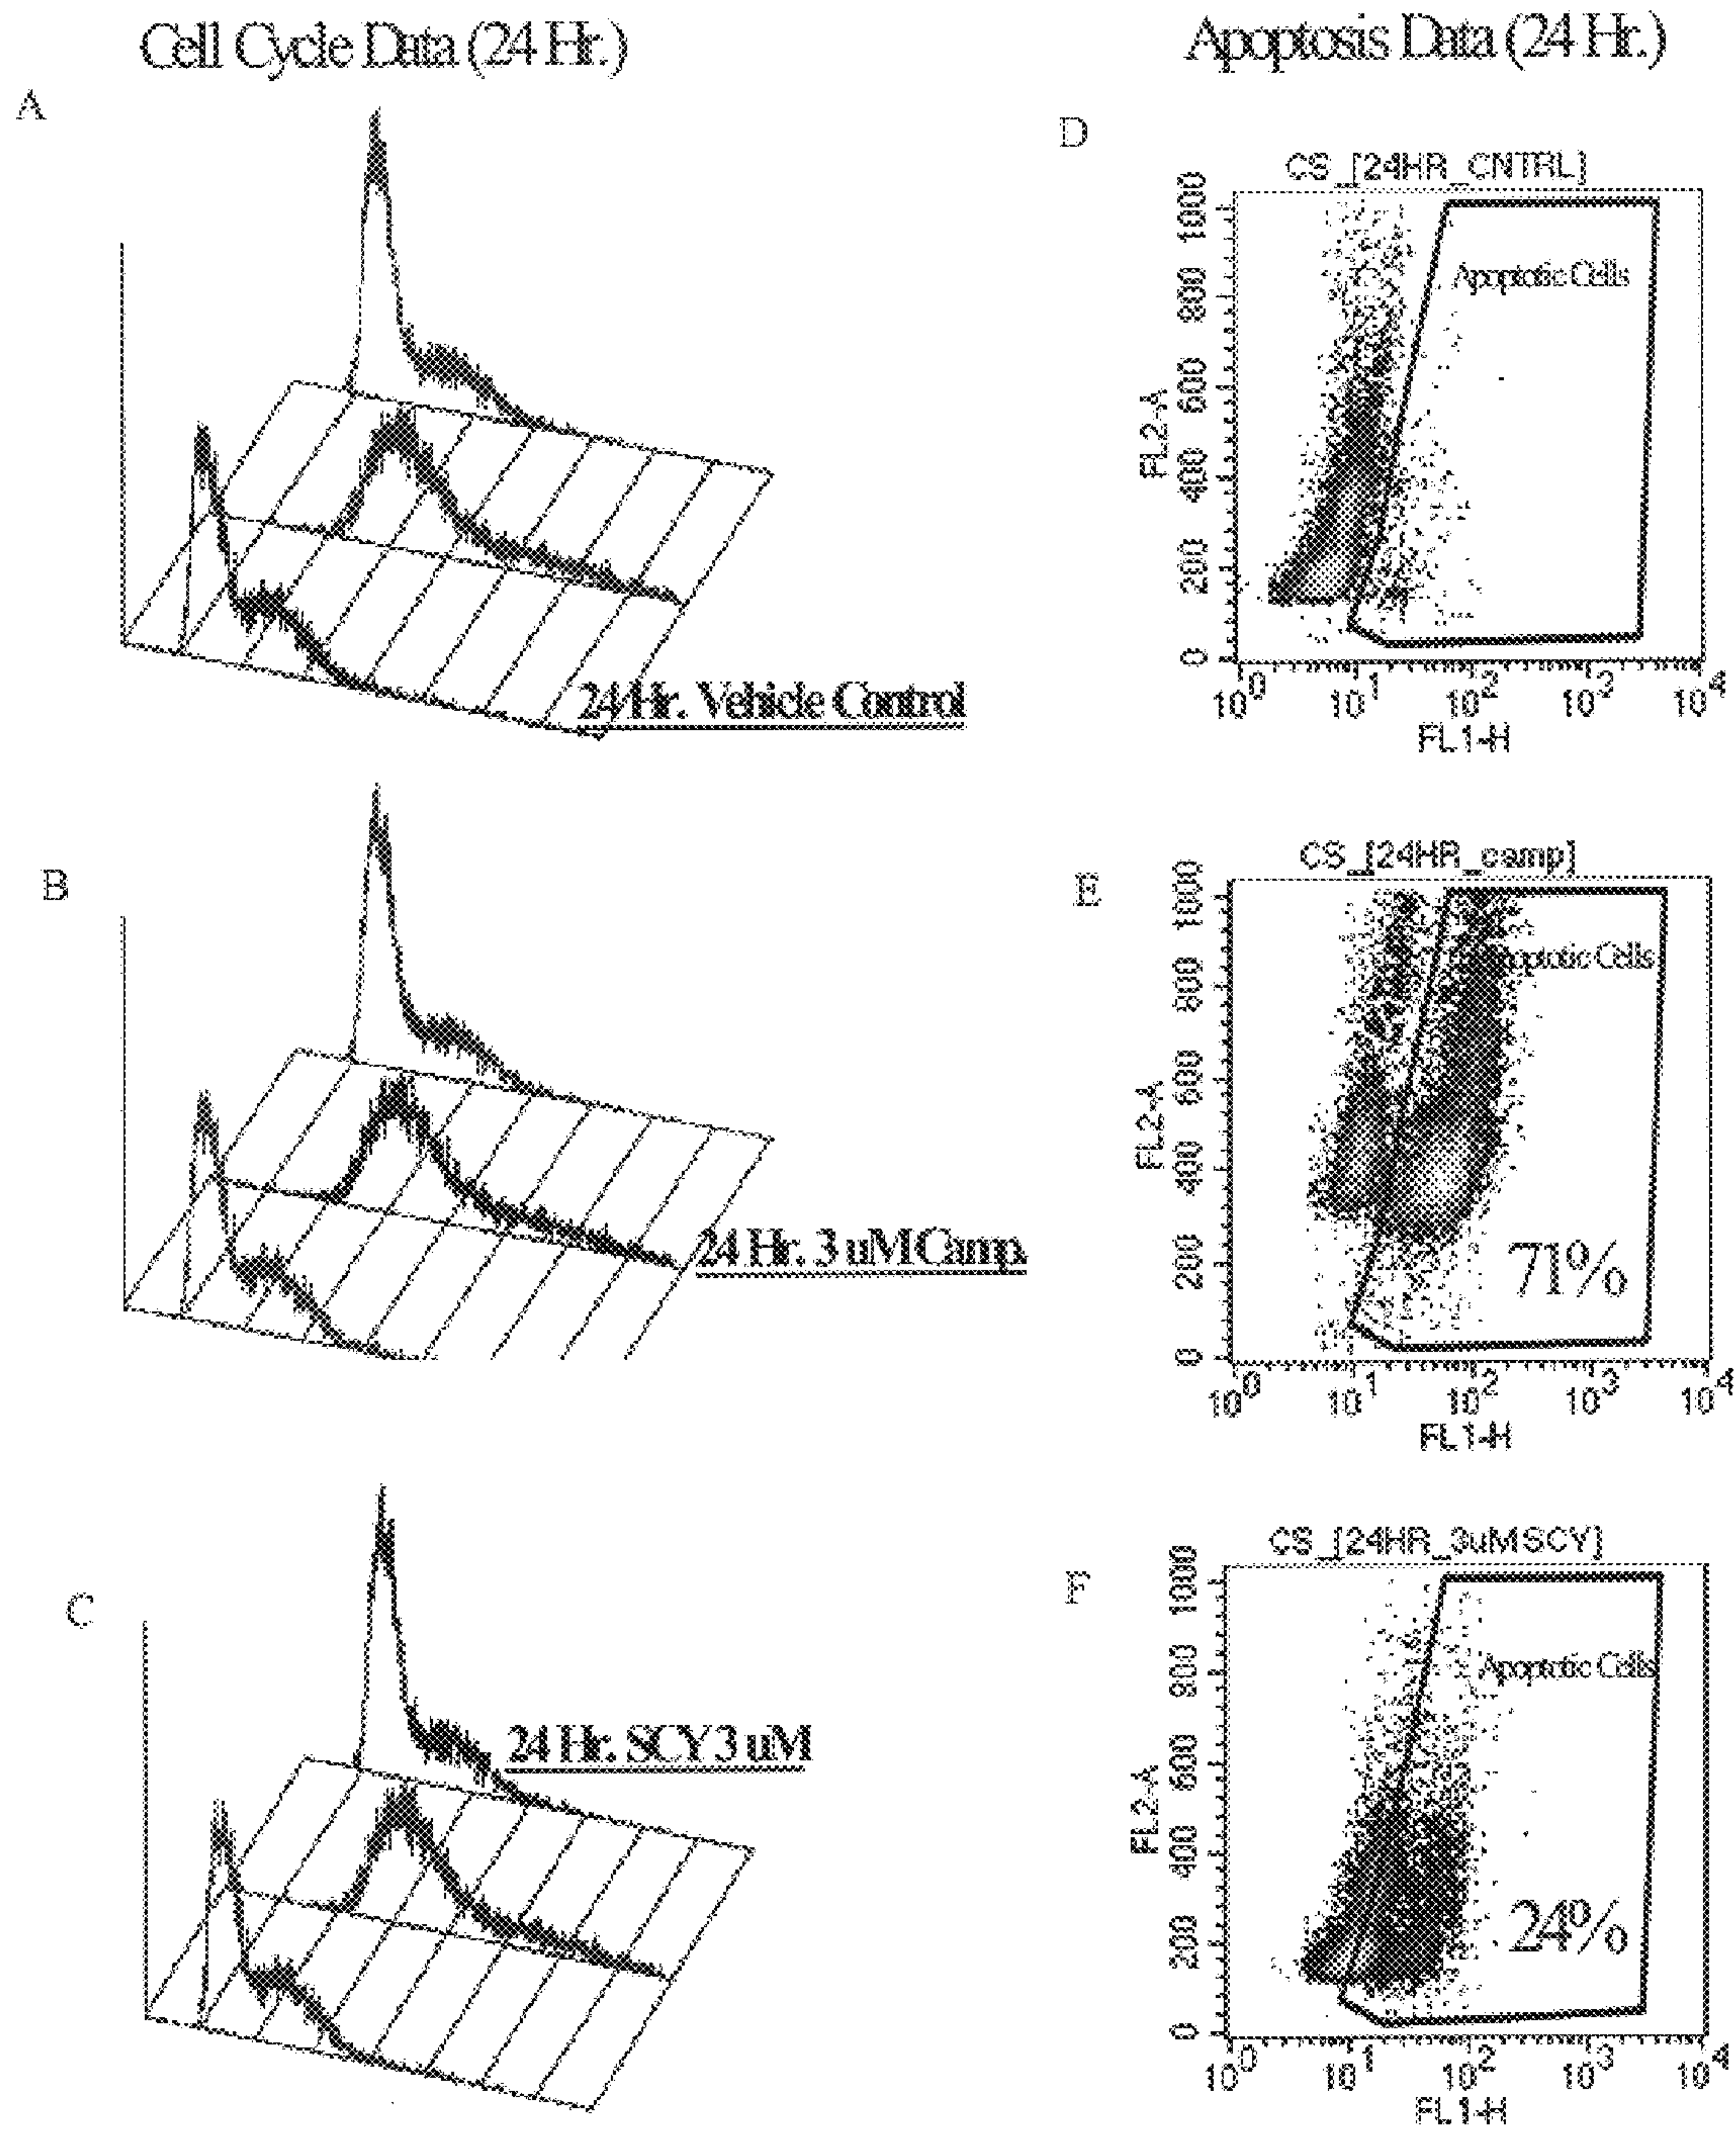 Cell Cycle Data (24 Hr.)
Apoptosis Data (24 Hr.)
A
24 Hr. Vehicle Control
D
CS_[24HR_CNTRL]
Apoptotic Cells
FL2-A
0 200 400 600 800 1000
10^0 10^1 10^2 10^3 10^4
FL1-H
B
24 Hr. 3 uM Camp.
E
CS_[24HR_camp]
Apoptotic Cells
71%
FL2-A
0 200 400 600 800 1000
10^0 10^1 10^2 10^3 10^4
FL1-H
C
24 Hr. SCY 3 uM
F
CS_[24HR_3uMSCY]
Apoptotic Cells
24%
FL2-A
0 200 400 600 800 1000
10^0 10^1 10^2 10^3 10^4
FL1-H